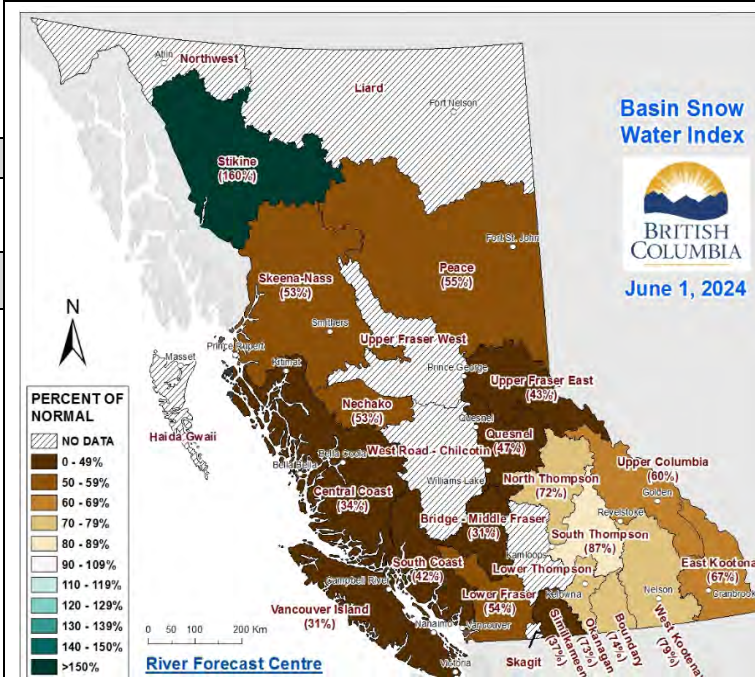 Atlin
Northwest
Liard
Fort Nelson
Basin Snow
Water Index
BRITISH
COLUMBIA
June 1, 2024
Stikine
(160%)
Fort St. John
Peace
(55%)
Skeena-Nass
(53%)
Smithers
N
Upper Fraser West
Prince Rupert
Masset
Kitimat
Prince George
Upper Fraser East
(43%)
Nechako
(53%)
Quesnel
Quesnel
(47%)
Haida Gwaii
West Road - Chilcotin
Bella Coola
Bella Bella
Williams Lake
Upper Columbia
(60%)
Golden
North Thompson
(72%)
Central Coast
(34%)
Revelstoke
Bridge - Middle Fraser
(31%)
South Thompson
(87%)
Kamloops
Lower Thompson
East Kootena
(67%)
Cranbrook
South Coast
(42%)
Campbell River
Kelowna
Nelson
Lower Fraser
(54%)
Vancouver Island
(31%)
Nanaimo
Vancouver
Victoria
Skagit
Similkameen
(37%)
Okanagan
(73%)
Boundary
(74%)
West Kootenay
(79%)
PERCENT OF
NORMAL
NO DATA
0 - 49%
50 - 59%
60 - 69%
70 - 79%
80 - 89%
90 - 109%
110 - 119%
120 - 129%
130 - 139%
140 - 150%
>150%
0 50 100 200 Km
River Forecast Centre